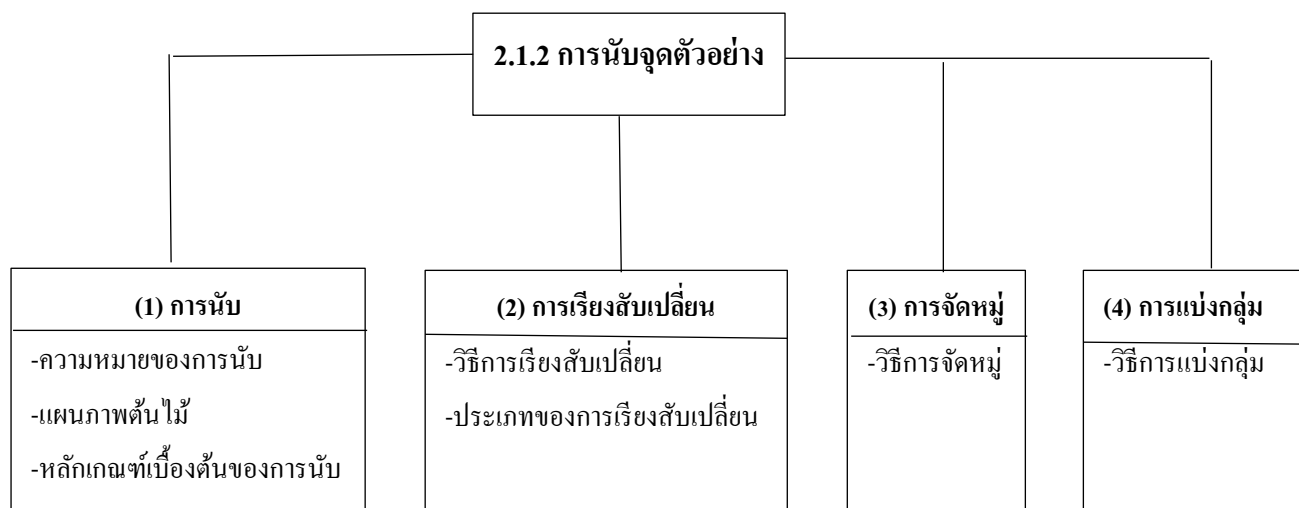 2.1.2 การนับจุดตัวอย่าง
(1) การนับ
-ความหมายของการนับ
-แผนภาพต้นไม้
-หลักเกณฑ์เบื้องต้นของการนับ
(2) การเรียงสับเปลี่ยน
-วิธีการเรียงสับเปลี่ยน
-ประเภทของการเรียงสับเปลี่ยน
(3) การจัดหมู่
-วิธีการจัดหมู่
(4) การแบ่งกลุ่ม
-วิธีการแบ่งกลุ่ม